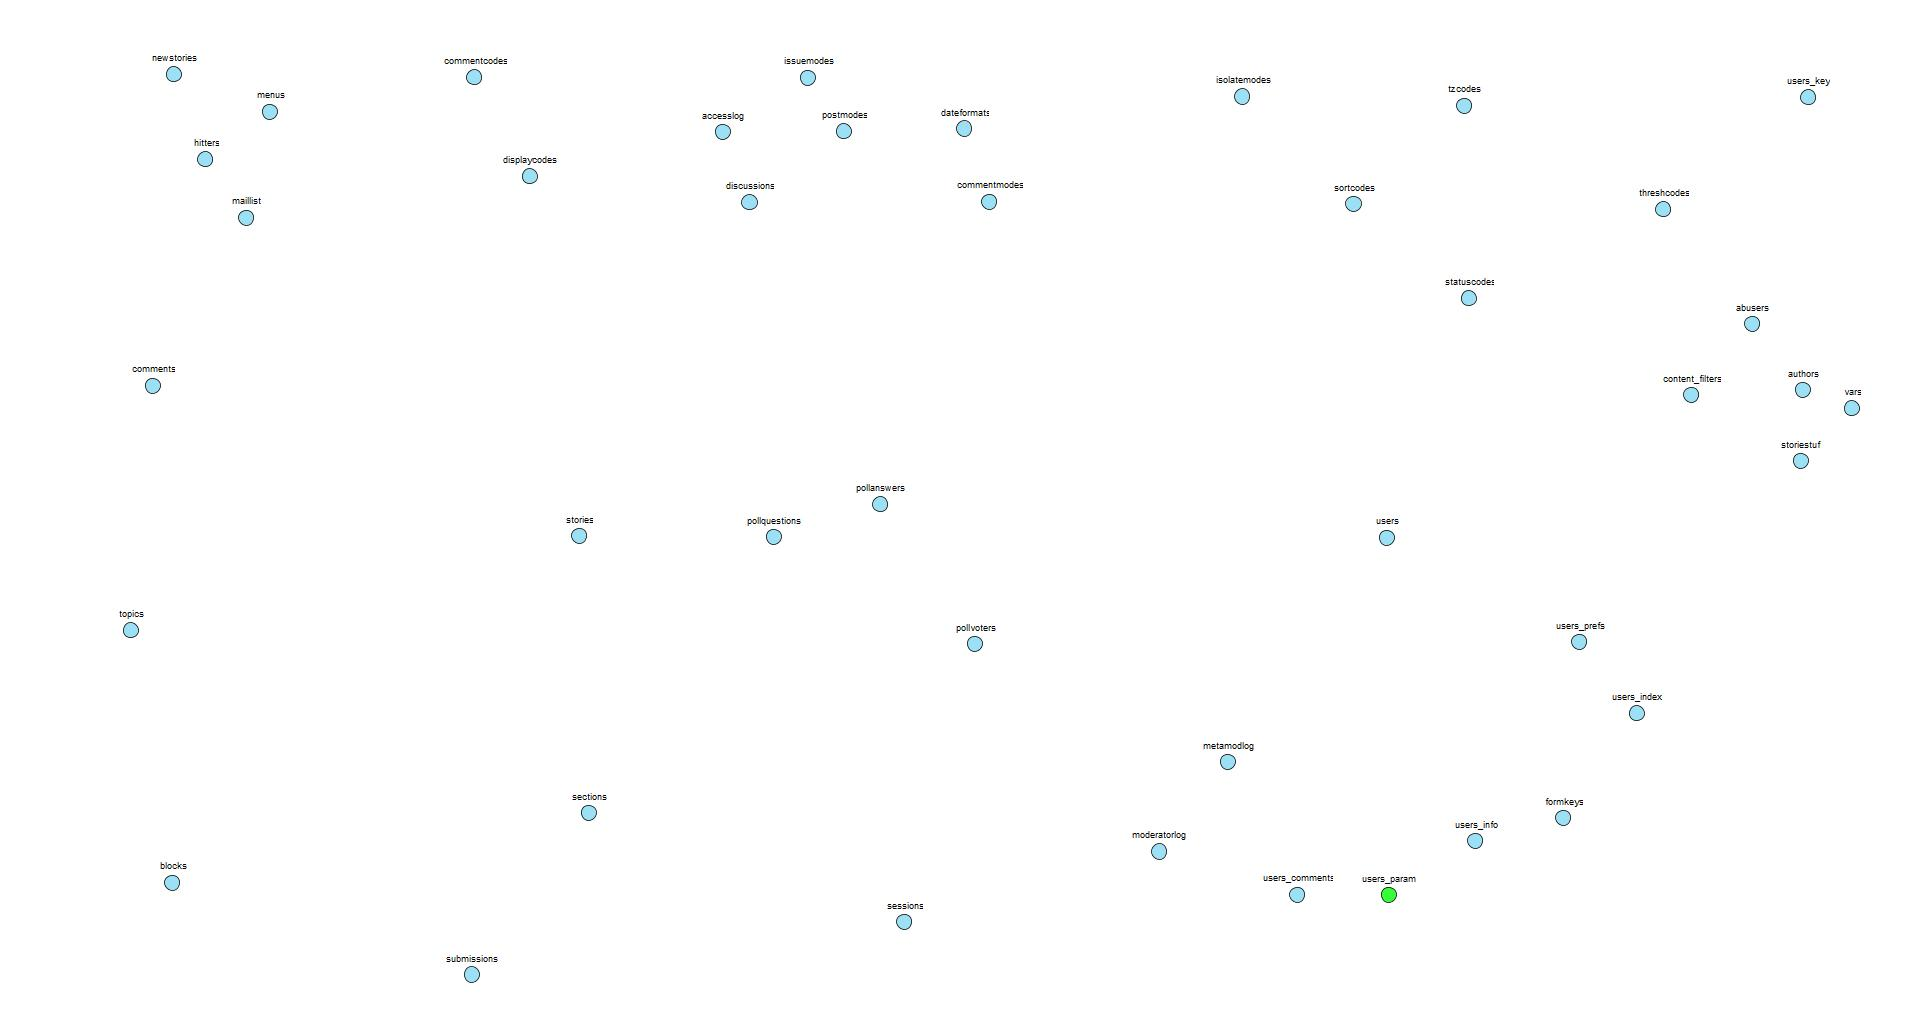 newstories
commentcodes
issuemodes
isolatemodes
tzcodes
users_key
menus
accesslog
postmodes
dateformats
hitters
displaycodes
discussions
commentmodes
sortcodes
threshcodes
maillist
statuscodes
abusers
comments
content_filters
authors
vars
storiestuf
pollanswers
stories
pollquestions
users
topics
pollvoters
users_prefs
users_index
metamodlog
sections
formkeys
users_info
moderatorlog
blocks
users_comments
users_param
sessions
submissions